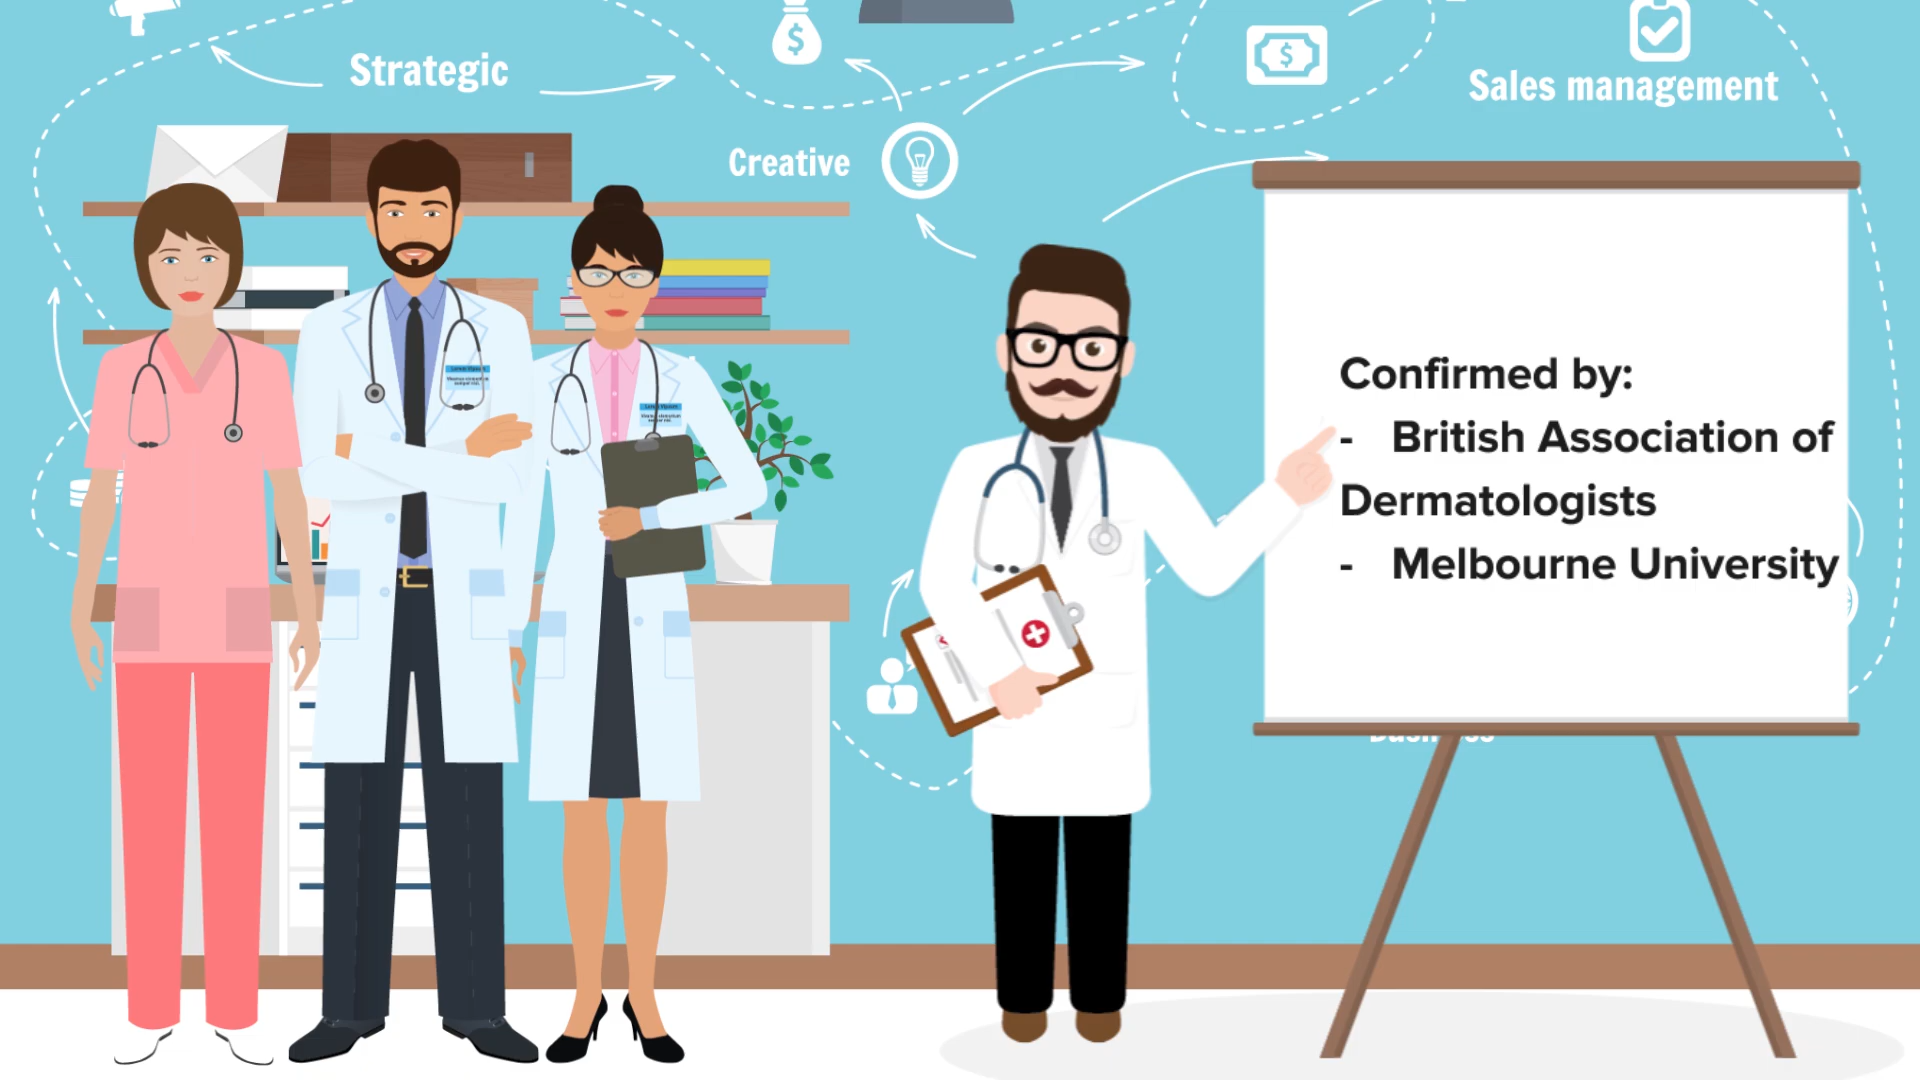 Strategic
Sales management
Creative
Confirmed by:
- British Association of
Dermatologists
- Melbourne University